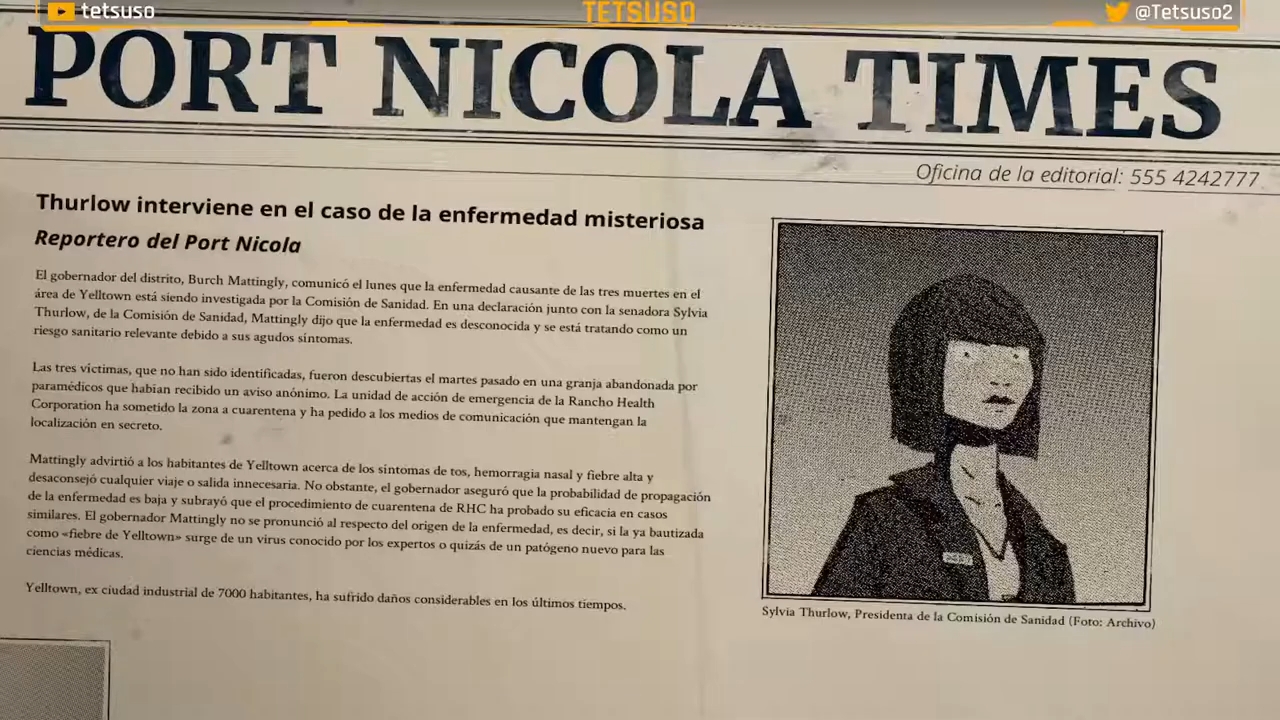 tetsuso
TETSUSO
@Tetsuso2
PORT NICOLA TIMES
Oficina de la editorial: 555 4242777
Thurlow interviene en el caso de la enfermedad misteriosa
Reportero del Port Nicola
El gobernador del distrito, Burch Mattingly, comunicó el lunes que la enfermedad causante de las tres muertes en el
área de Yelltown está siendo investigada por la Comisión de Sanidad. En una declaración junto con la senadora Sylvia
Thurlow, de la Comisión de Sanidad, Mattingly dijo que la enfermedad es desconocida y se está tratando como un
riesgo sanitario relevante debido a sus agudos síntomas.
Las tres víctimas, que no han sido identificadas, fueron descubiertas el martes pasado en una granja abandonada por
paramédicos que habían recibido un aviso anónimo. La unidad de acción de emergencia de la Rancho Health
Corporation ha sometido la zona a cuarentena y ha pedido a los medios de comunicación que mantengan la
localización en secreto.
Mattingly advirtió a los habitantes de Yelltown acerca de los síntomas de tos, hemorragia nasal y fiebre alta y
desaconsejó cualquier viaje o salida innecesaria. No obstante, el gobernador aseguró que la probabilidad de propagación
de la enfermedad es baja y subrayó que el procedimiento de cuarentena de RHC ha probado su eficacia en casos
similares. El gobernador Mattingly no se pronunció al respecto del origen de la enfermedad, es decir, si la ya bautizada
como «fiebre de Yelltown» surge de un virus conocido por los expertos o quizás de un patógeno nuevo para las
ciencias médicas.
Yelltown, ex ciudad industrial de 7000 habitantes, ha sufrido daños considerables en los últimos tiempos.
Sylvia Thurlow, Presidenta de la Comisión de Sanidad (Foto: Archivo)